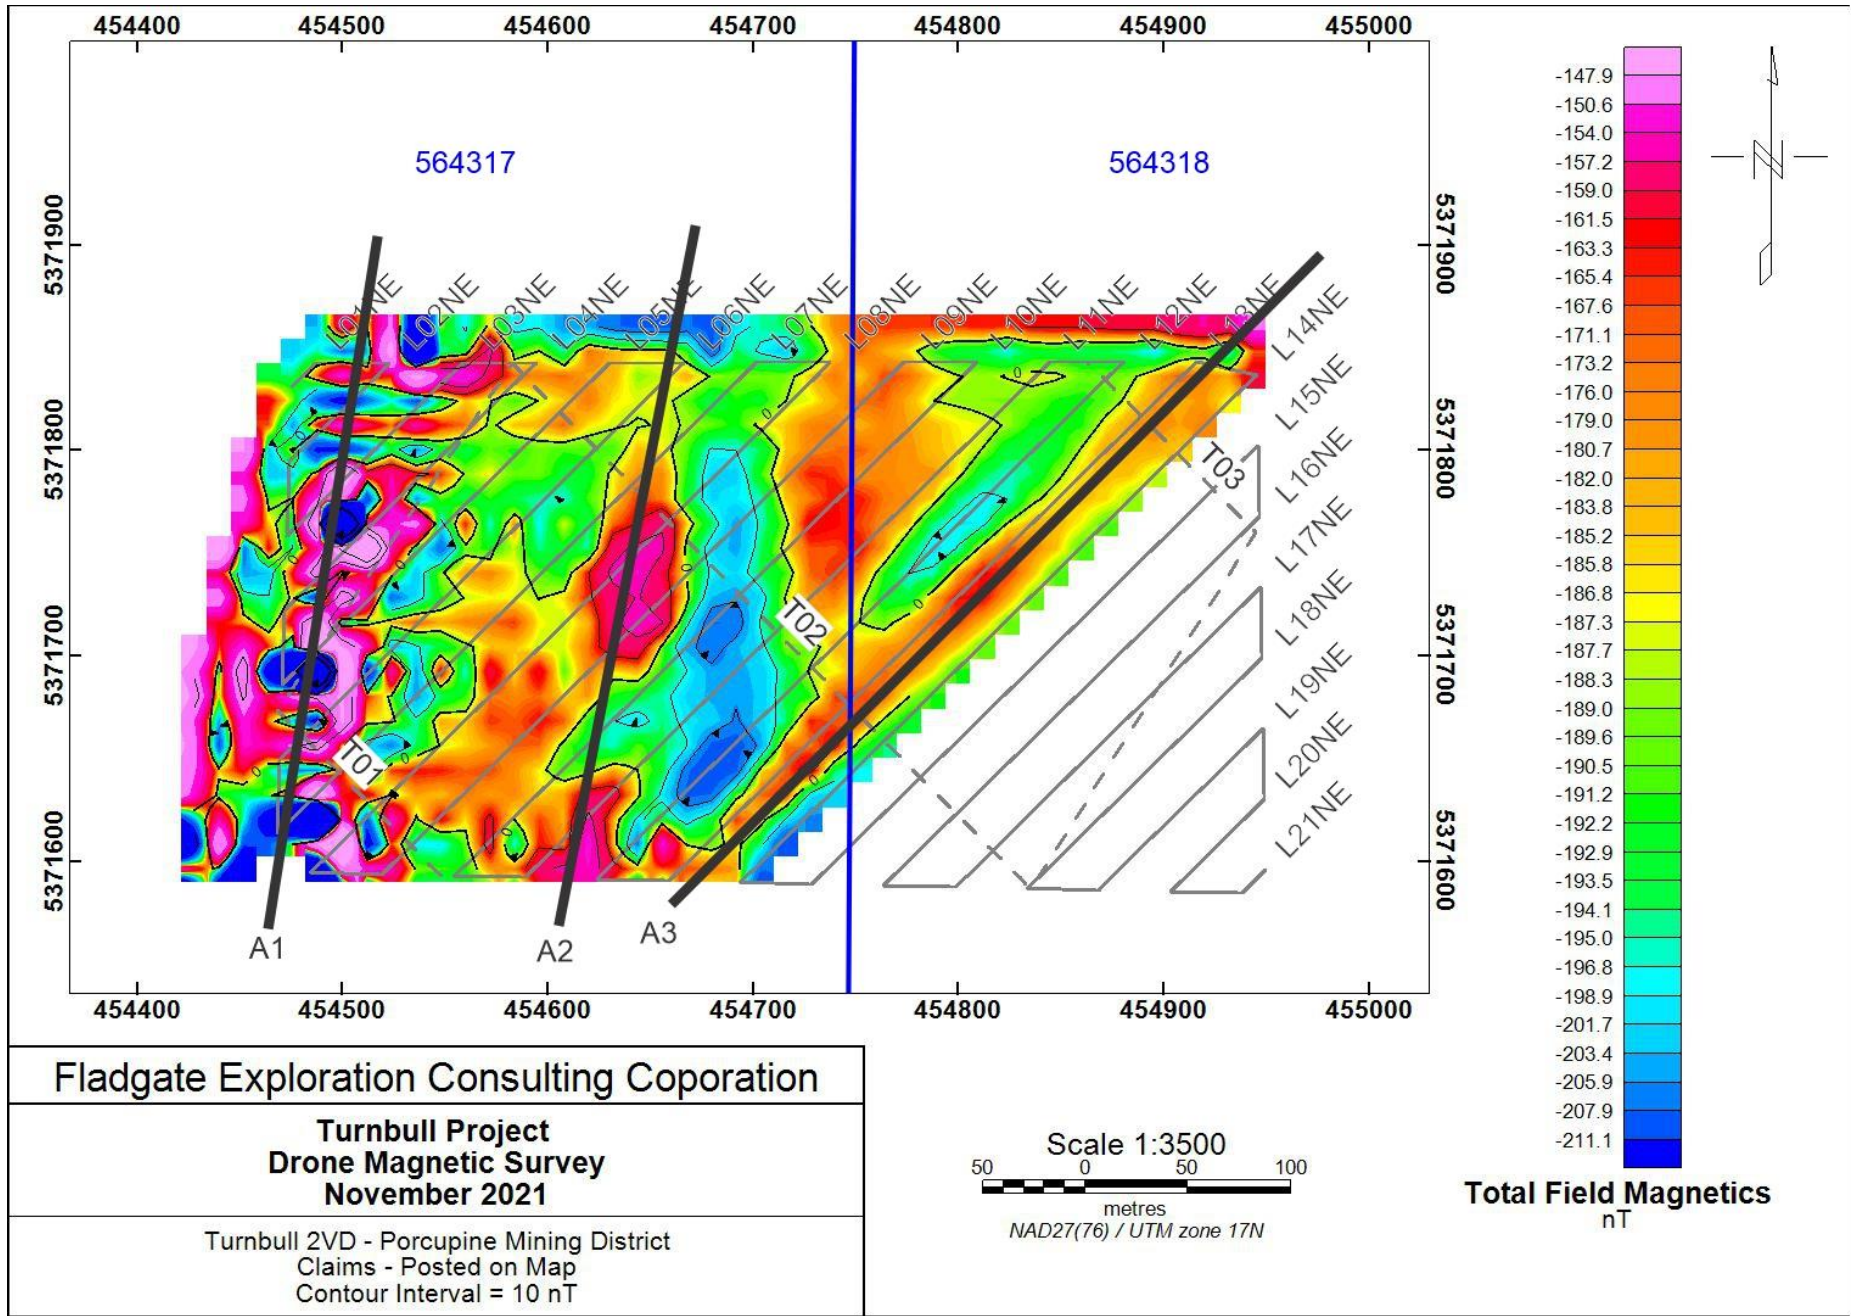 454400 454500 454600 454700 454800 454900 455000
564317
564318
5371900
5371800
5371700
5371600
5371900
5371800
5371700
5371600
L01NE
L02NE
L03NE
L04NE
L05NE
L06NE
L07NE
L08NE
L09NE
L10NE
L11NE
L12NE
L13NE
L14NE
L15NE
L16NE
L17NE
L18NE
L19NE
L20NE
L21NE
T01
T02
T03
A1
A2
A3
454400 454500 454600 454700 454800 454900 455000
-147.9
-150.6
-154.0
-157.2
-159.0
-161.5
-163.3
-165.4
-167.6
-171.1
-173.2
-176.0
-179.0
-180.7
-182.0
-183.8
-185.2
-185.8
-186.8
-187.3
-187.7
-188.3
-189.0
-189.6
-190.5
-191.2
-192.2
-192.9
-193.5
-194.1
-195.0
-196.8
-198.9
-201.7
-203.4
-205.9
-207.9
-211.1
Total Field Magnetics
nT
N
Fladgate Exploration Consulting Coporation
Turnbull Project
Drone Magnetic Survey
November 2021
Turnbull 2VD - Porcupine Mining District
Claims - Posted on Map
Contour Interval = 10 nT
Scale 1:3500
50 0 50 100
metres
NAD27(76) / UTM zone 17N